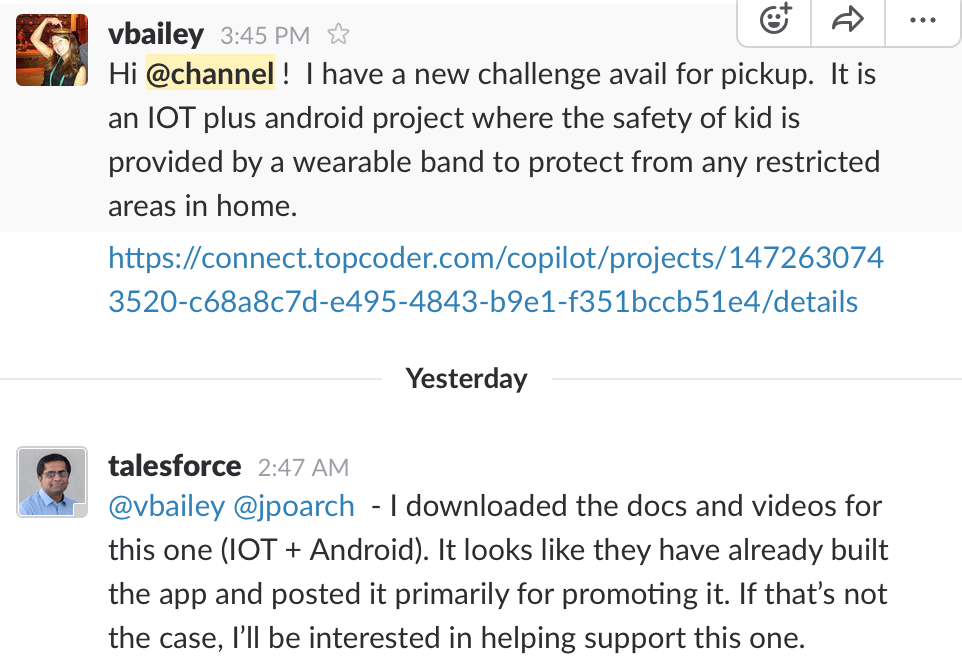 vbailey 3:45 PM
Hi @channel ! I have a new challenge avail for pickup. It is
an IOT plus android project where the safety of kid is
provided by a wearable band to protect from any restricted
areas in home.
https://connect.topcoder.com/copilot/projects/147263074
3520-c68a8c7d-e495-4843-b9e1-f351bccb51e4/details
Yesterday
talesforce 2:47 AM
@vbailey @jpoarch - I downloaded the docs and videos for
this one (IOT + Android). It looks like they have already built
the app and posted it primarily for promoting it. If that’s not
the case, I’ll be interested in helping support this one.